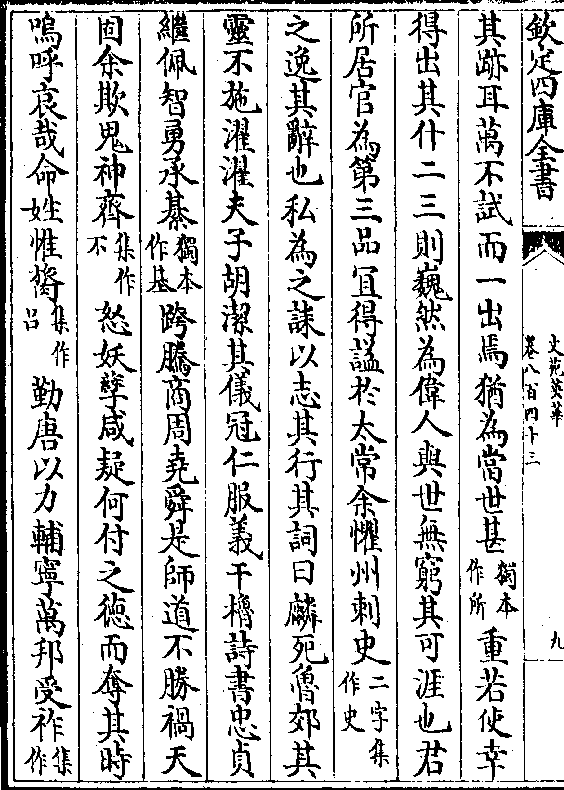 欽定四庫全書 文苑英華 卷八百四十三 九
其跡耳萬不試而一出焉猶為當世甚獨本作所重若使幸
得出其什二三則巍然為偉人與世無窮其可涯也君
所居官為第三品宜得諡於太常余懼州刺史二字集作史
之逸其辭也私為之誄以志其行其詞曰麟死魯郊其
靈不施濯濯夫子胡潔其儀冠仁服義干櫓詩書忠貞
繼佩智勇承綦獨本作基跨騰商周堯舜是師道不勝禍天
固余欺鬼神齊集作不怒妖孽咸疑何付之德而奪其時
嗚呼哀哉命姓惟膂集作呂勤唐以力輔寧萬邦受祚集作